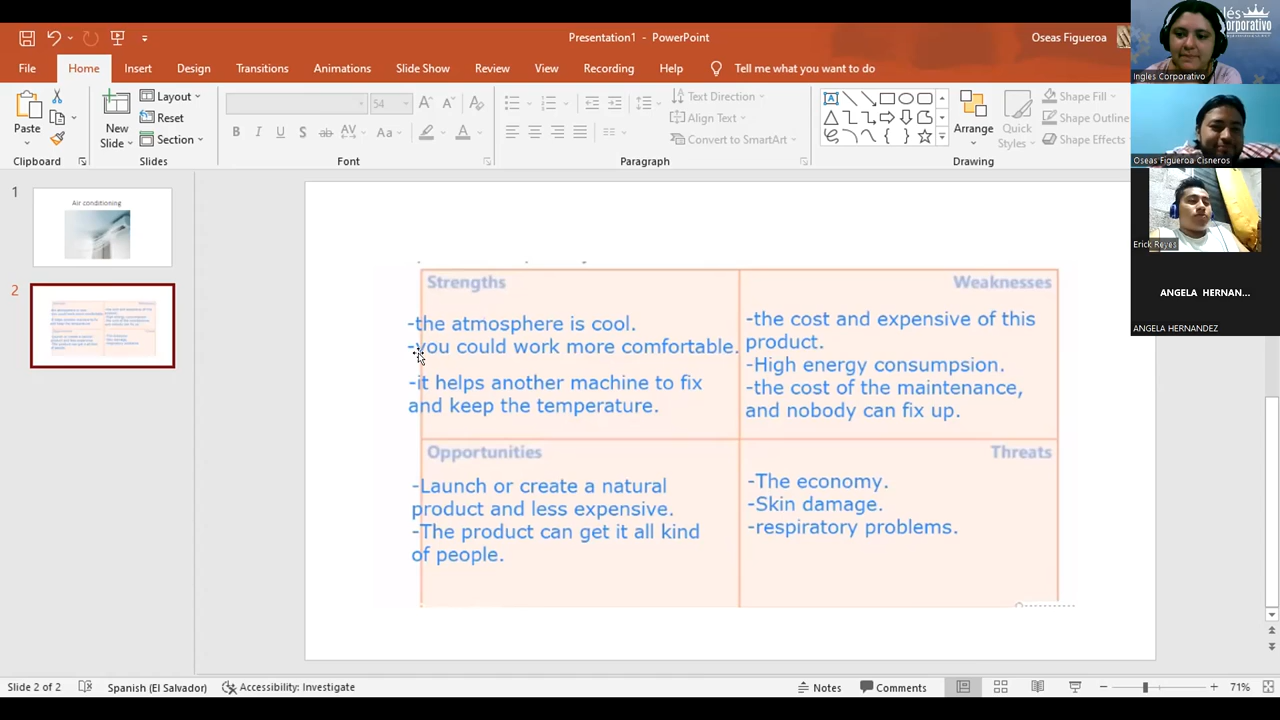 Presentation1 - PowerPoint
Oseas Figueroa
File
Home
Insert
Design
Transitions
Animations
Slide Show
Review
View
Recording
Help
Tell me what you want to do
Paste
New
Slide
Layout
Reset
Section
54
Text Direction
Align Text
Convert to SmartArt
Arrange
Quick
Styles
Shape Fill
Shape Outline
Shape Effects
Clipboard
Slides
Font
Paragraph
Drawing
1
Air conditioning
2
Strengths
-the atmosphere is cool.
-you could work more comfortable.
-it helps another machine to fix
and keep the temperature.
Weaknesses
-the cost and expensive of this
product.
-High energy consumpsion.
-the cost of the maintenance,
and nobody can fix up.
Opportunities
-Launch or create a natural
product and less expensive.
-The product can get it all kind
of people.
Threats
-The economy.
-Skin damage.
-respiratory problems.
Ingles Corporativo
Oseas Figueroa Cisneros
Erick Reyes
ANGELA HERNAN...
ANGELA HERNANDEZ
Slide 2 of 2
Spanish (El Salvador)
Accessibility: Investigate
Notes
Comments
71%